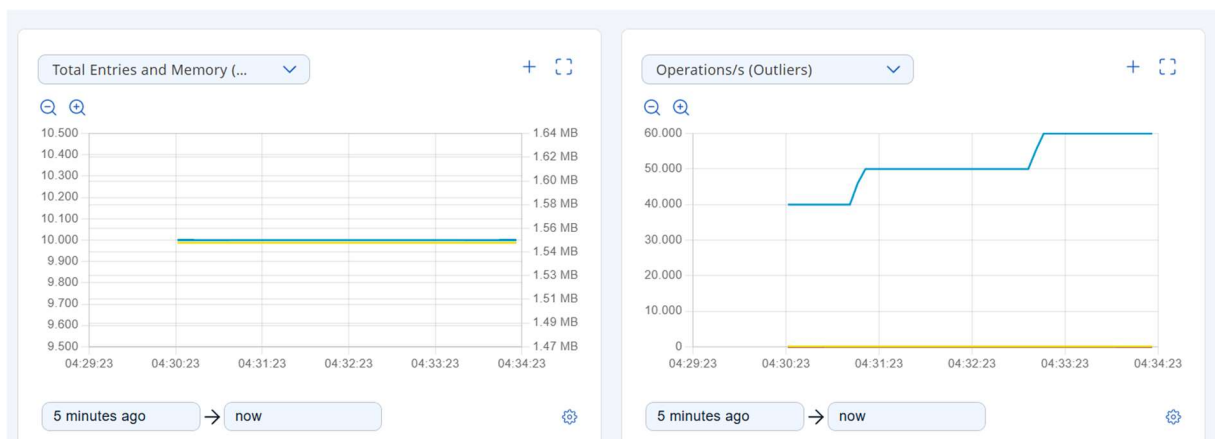 Total Entries and Memory (...
10.500
10.400
10.300
10.200
10.100
10.000
9.900
9.800
9.700
9.600
9.500
1.64 MB
1.62 MB
1.60 MB
1.58 MB
1.56 MB
1.54 MB
1.53 MB
1.51 MB
1.49 MB
1.47 MB
04:29:23 04:30:23 04:31:23 04:32:23 04:33:23 04:34:23
5 minutes ago → now
Operations/s (Outliers)
60.000
50.000
40.000
30.000
20.000
10.000
0
04:29:23 04:30:23 04:31:23 04:32:23 04:33:23 04:34:23
5 minutes ago → now